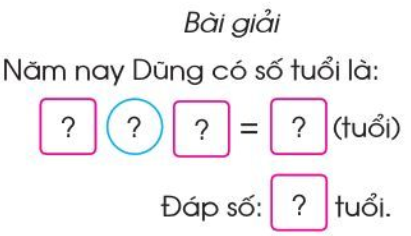 Bài giải
Năm nay Dũng có số tuổi là:
? ? ? = ? (tuổi)
Đáp số: ? tuổi.